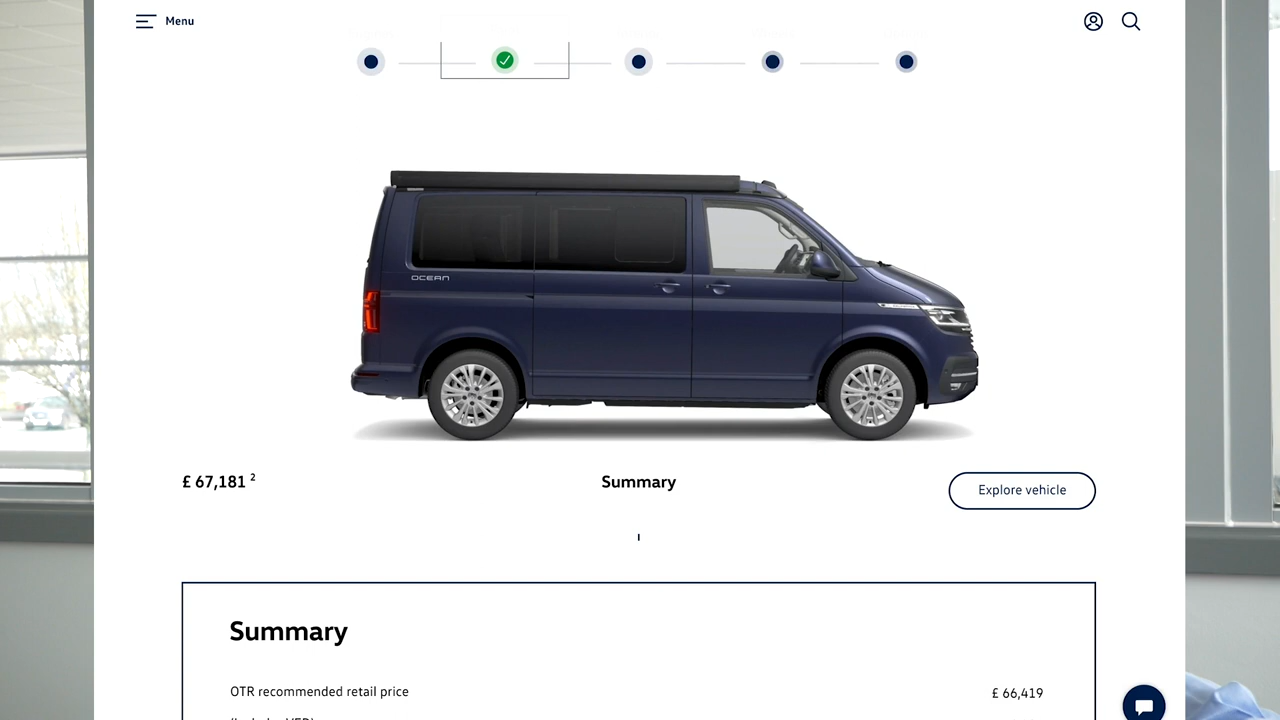 Menu
OCEAN
£ 67,181 2
Summary
Explore vehicle
Summary
OTR recommended retail price
£ 66,419